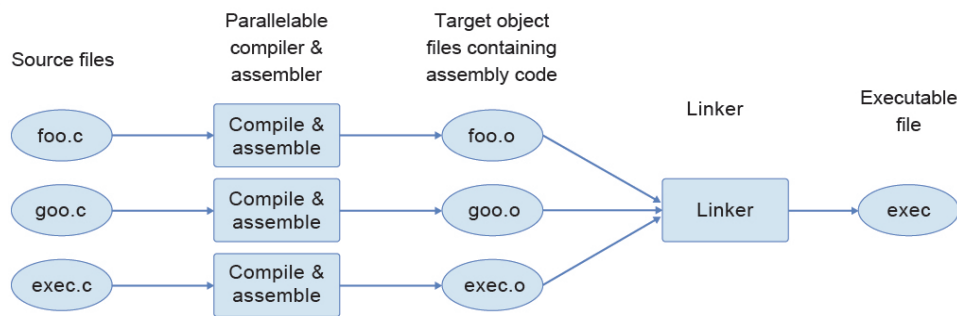 Source files
Parallelable
compiler &
assembler
Target object
files containing
assembly code
Linker
Executable
file
foo.c
Compile &
assemble
foo.o
goo.c
Compile &
assemble
goo.o
Linker
exec
exec.c
Compile &
assemble
exec.o